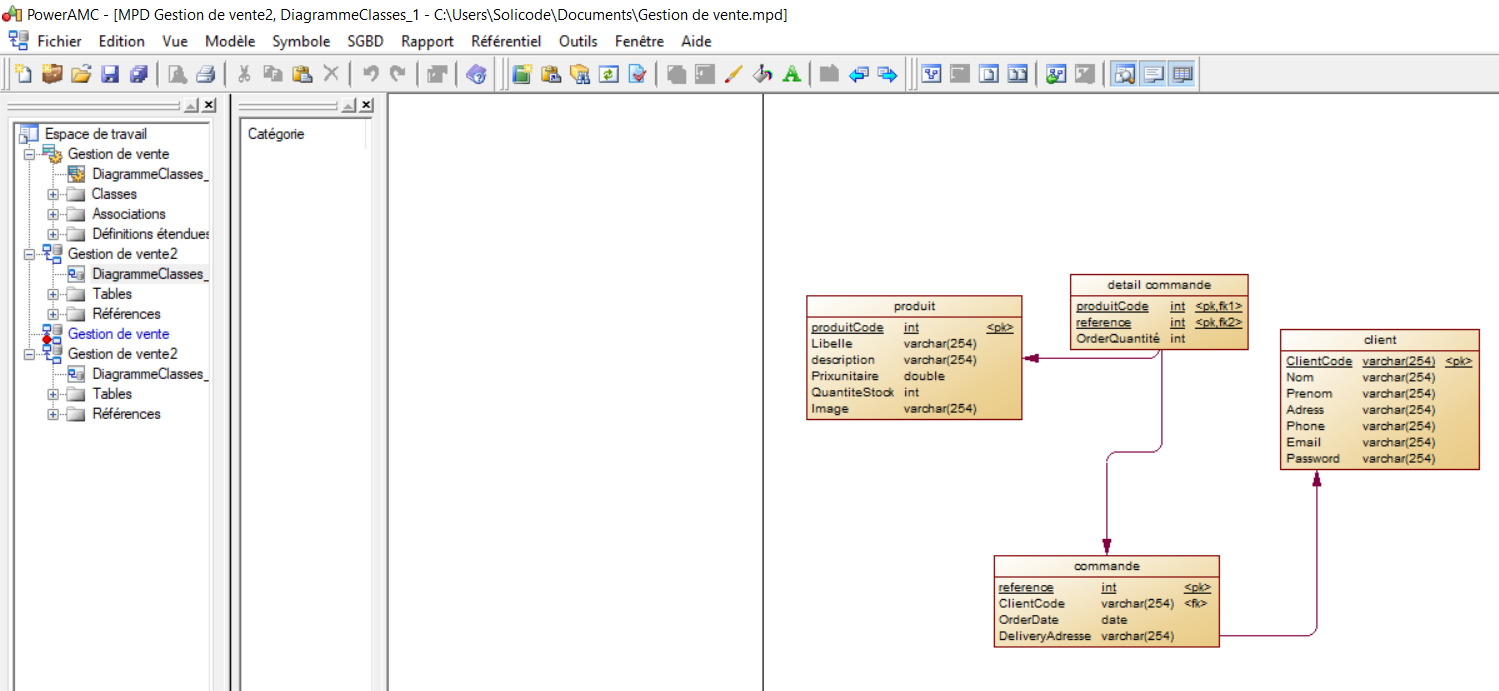 PowerAMC - [MPD Gestion de vente2, DiagrammeClasses_1 - C:\Users\Solicode\Documents\Gestion de vente.mpd]
Fichier Edition Vue Modèle Symbole SGBD Rapport Référentiel Outils Fenêtre Aide
Espace de travail
Gestion de vente
DiagrammeClasses_
Classes
Associations
Définitions étendues
Gestion de vente2
DiagrammeClasses_
Tables
Références
Gestion de vente
Gestion de vente2
DiagrammeClasses_
Tables
Références
Catégorie
produit
produitCode int <pk>
Libelle varchar(254)
description varchar(254)
Prixunitaire double
QuantiteStock int
Image varchar(254)
detail commande
produitCode int <pk,fk1>
reference int <pk,fk2>
OrderQuantité int
client
ClientCode varchar(254) <pk>
Nom varchar(254)
Prenom varchar(254)
Adress varchar(254)
Phone varchar(254)
Email varchar(254)
Password varchar(254)
commande
reference int <pk>
ClientCode varchar(254) <fk>
OrderDate date
DeliveryAdresse varchar(254)